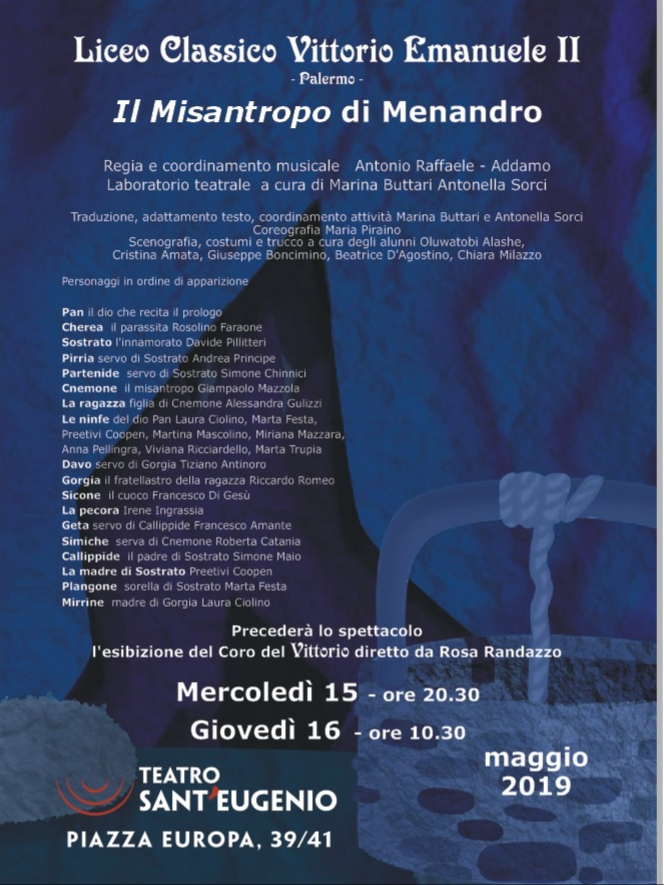 Liceo Classico Vittorio Emanuele II
- Palermo -
Il Misantropo di Menandro
Regia e coordinamento musicale Antonio Raffaele - Addamo
Laboratorio teatrale a cura di Marina Buttari Antonella Sorci
Traduzione, adattamento testo, coordinamento attività Marina Buttari e Antonella Sorci
Coreografia Maria Piraino
Scenografia, costumi e trucco a cura degli alunni Oluwatobi Alashe,
Cristina Amata, Giuseppe Boncimino, Beatrice D'Agostino, Chiara Milazzo
Personaggi in ordine di apparizione
Pan il dio che recita il prologo
Cherea il parassita Rosolino Faraone
Sostrato l'innamorato Davide Pillitteri
Pirria servo di Sostrato Andrea Principe
Partenide servo di Sostrato Simone Chinnici
Cnemone il misantropo Giampaolo Mazzola
La ragazza figlia di Cnemone Alessandra Gulizzi
Le ninfe del dio Pan Laura Ciolino, Marta Festa,
Preetivi Coopen, Martina Mascolino, Miriana Mazzara,
Anna Pellingra, Viviana Ricciardello, Marta Trupia
Davo servo di Gorgia Tiziano Antinoro
Gorgia il fratellastro della ragazza Riccardo Romeo
Sicone il cuoco Francesco Di Gesù
La pecora Irene Ingrassia
Geta servo di Callippide Francesco Amante
Simiche serva di Cnemone Roberta Catania
Callippide il padre di Sostrato Simone Maio
La madre di Sostrato Preetivi Coopen
Plangone sorella di Sostrato Marta Festa
Mirrine madre di Gorgia Laura Ciolino
Precederà lo spettacolo
l'esibizione del Coro del Vittorio diretto da Rosa Randazzo
Mercoledì 15 - ore 20.30
Giovedì 16 - ore 10.30
maggio
2019
TEATRO
SANT'EUGENIO
PIAZZA EUROPA, 39/41